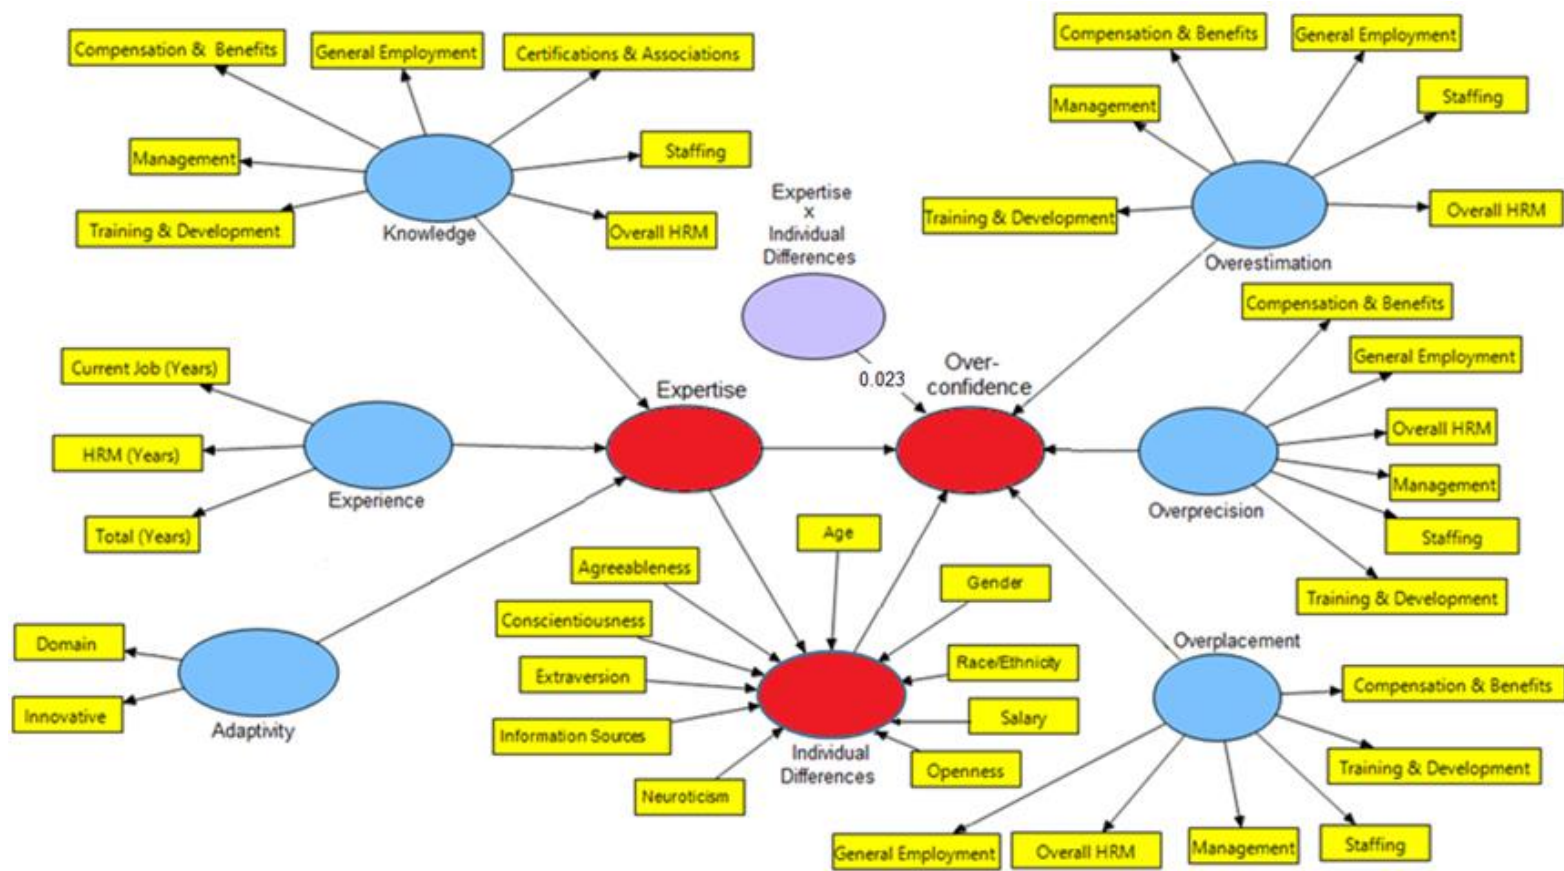 Compensation & Benefits
General Employment
Certifications & Associations
Management
Staffing
Training & Development
Overall HRM
Knowledge
Expertise
x
Individual
Differences
0.023
Compensation & Benefits
General Employment
Management
Staffing
Training & Development
Overall HRM
Overestimation
Current Job (Years)
HRM (Years)
Total (Years)
Experience
Expertise
Over-
confidence
Compensation & Benefits
General Employment
Overall HRM
Management
Staffing
Training & Development
Overprecision
Domain
Innovative
Adaptivity
Age
Agreeableness
Gender
Conscientiousness
Extraversion
Race/Ethnicity
Information Sources
Salary
Neuroticism
Openness
Individual
Differences
Overplacement
Compensation & Benefits
Training & Development
General Employment
Overall HRM
Management
Staffing